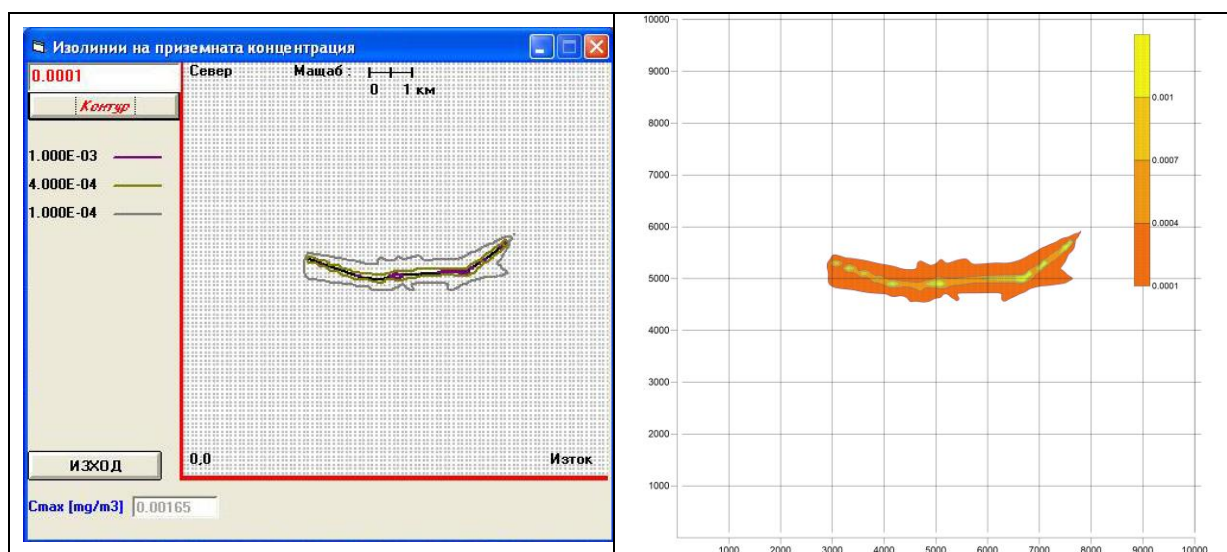 Изолинии на приземната концентрация
0.0001
Контур
1.000E-03
4.000E-04
1.000E-04
Север
Мащаб :
0 1 км
0,0
Изток
ИЗХОД
Cmax [mg/m3] 0.00165
10000
9000
8000
7000
6000
5000
4000
3000
2000
1000
0.001
0.0007
0.0004
0.0001
1000 2000 3000 4000 5000 6000 7000 8000 9000 10000